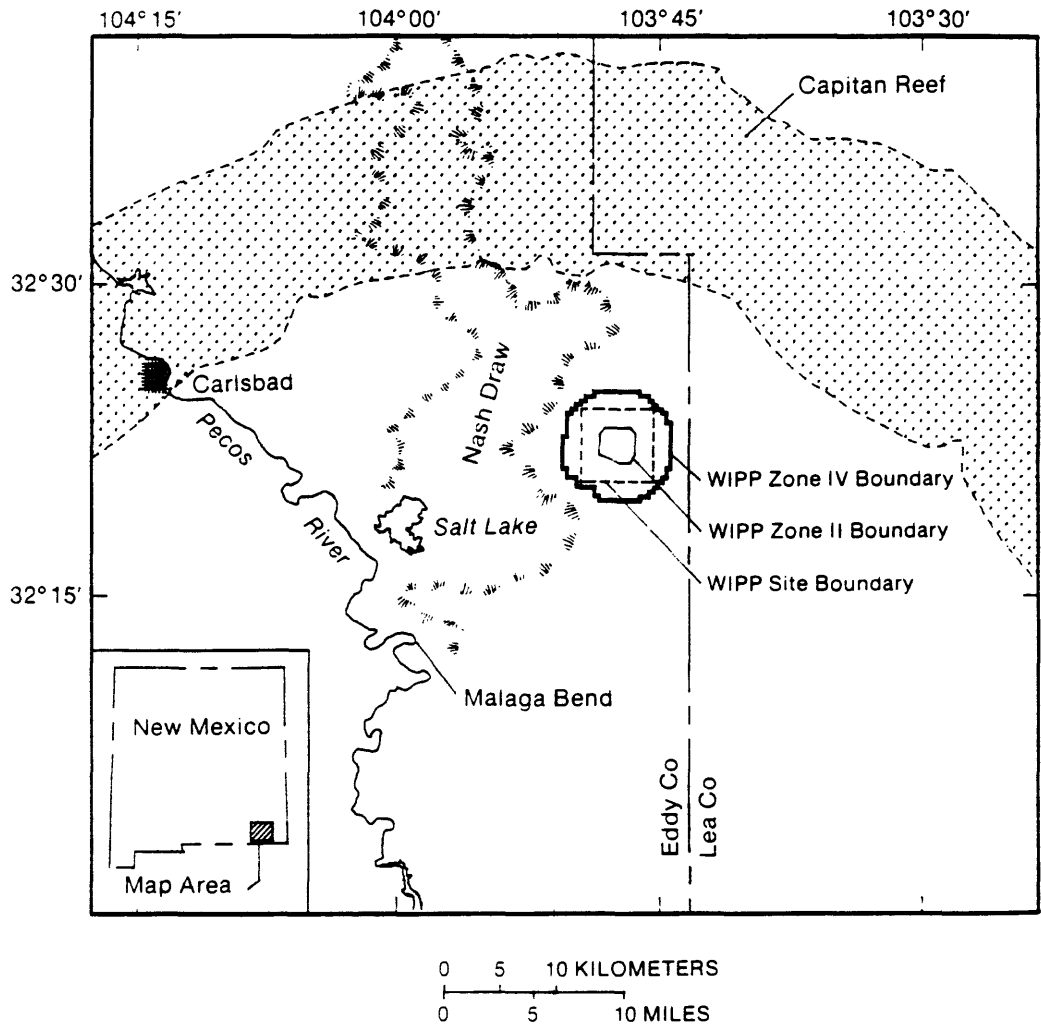 104° 15′ 104° 00′ 103° 45′ 103° 30′
Capitan Reef
32° 30′
Carlsbad
Pecos
River
Nash Draw
Salt Lake
WIPP Zone IV Boundary
WIPP Zone II Boundary
WIPP Site Boundary
32° 15′
Malaga Bend
New Mexico
Map Area
Eddy Co
Lea Co
0 5 10 KILOMETERS
0 5 10 MILES